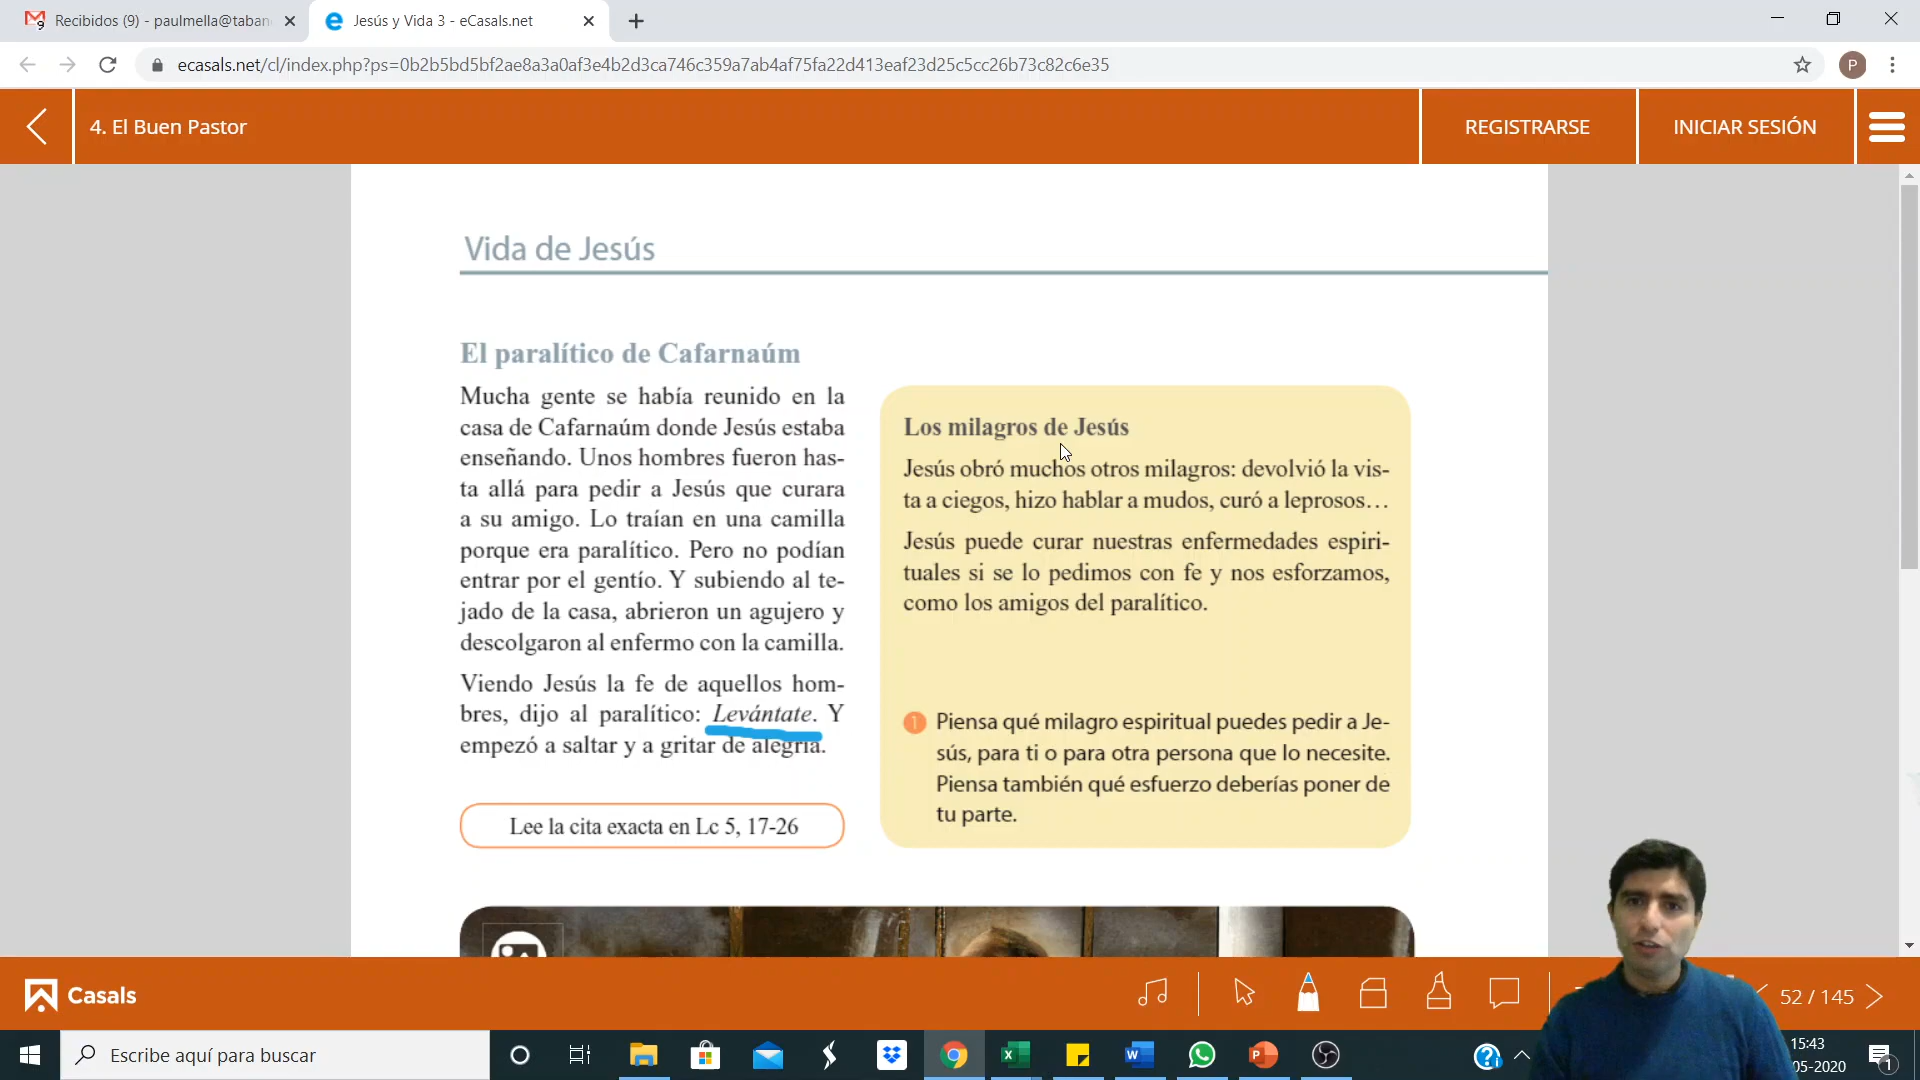 Recibidos (9) - paulmella@taban
Jesús y Vida 3 - eCasals.net
ecasals.net/cl/index.php?ps=0b2b5bd5bf2ae8a3a0af3e4b2d3ca746c359a7ab4af75fa22d413eaf23d25c5cc26b73c82c6e35
P
4. El Buen Pastor
REGISTRARSE
INICIAR SESIÓN
Vida de Jesús
El paralítico de Cafarnaúm
Mucha gente se había reunido en la
casa de Cafarnaúm donde Jesús estaba
enseñando. Unos hombres fueron has-
ta allá para pedir a Jesús que curara
a su amigo. Lo traían en una camilla
porque era paralítico. Pero no podían
entrar por el gentío. Y subiendo al te-
jado de la casa, abrieron un agujero y
descolgaron al enfermo con la camilla.
Viendo Jesús la fe de aquellos hom-
bres, dijo al paralítico: Levántate. Y
empezó a saltar y a gritar de alegría.
Lee la cita exacta en Lc 5, 17-26
Los milagros de Jesús
Jesús obró muchos otros milagros: devolvió la vis-
ta a ciegos, hizo hablar a mudos, curó a leprosos...
Jesús puede curar nuestras enfermedades espiri-
tuales si se lo pedimos con fe y nos esforzamos,
como los amigos del paralítico.
1 Piensa qué milagro espiritual puedes pedir a Je-
sús, para ti o para otra persona que lo necesite.
Piensa también qué esfuerzo deberías poner de
tu parte.
Casals
52 / 145
Escribe aquí para buscar
15:43
05-2020
1